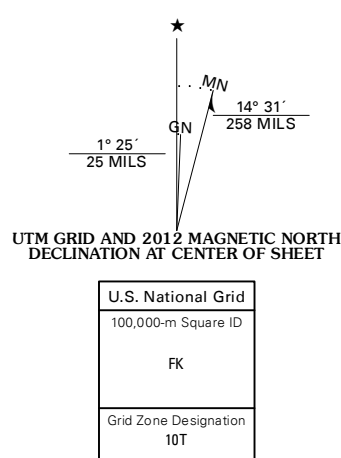 ★
MN
14° 31´
258 MILS
GN
1° 25´
25 MILS
UTM GRID AND 2012 MAGNETIC NORTH
DECLINATION AT CENTER OF SHEET
U.S. National Grid
100,000-m Square ID
FK
Grid Zone Designation
10T